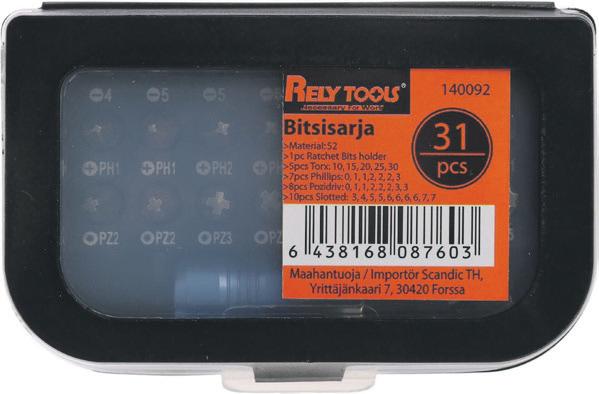 RELY TOOLS®
Necessary For Work
140092
Bitsisarja
>Material:S2
>1pc Ratchet Bits holder
>5pcs Torx: 10, 15, 20, 25, 30
>7pcs Phillips: 0, 1, 1, 2, 2, 2, 3
>8pcs Pozidriv: 0, 1, 1, 2, 2, 2, 3, 3
>10pcs Slotted: 3, 4, 5, 5, 6, 6, 6, 6, 7, 7
31
pcs
6 438168 087603
Maahantuoja / Importör Scandic TH,
Yrittäjänkaari 7, 30420 Forssa
4 5 5
PH1 PH1 PH2
PZ2 PZ2 PZ3